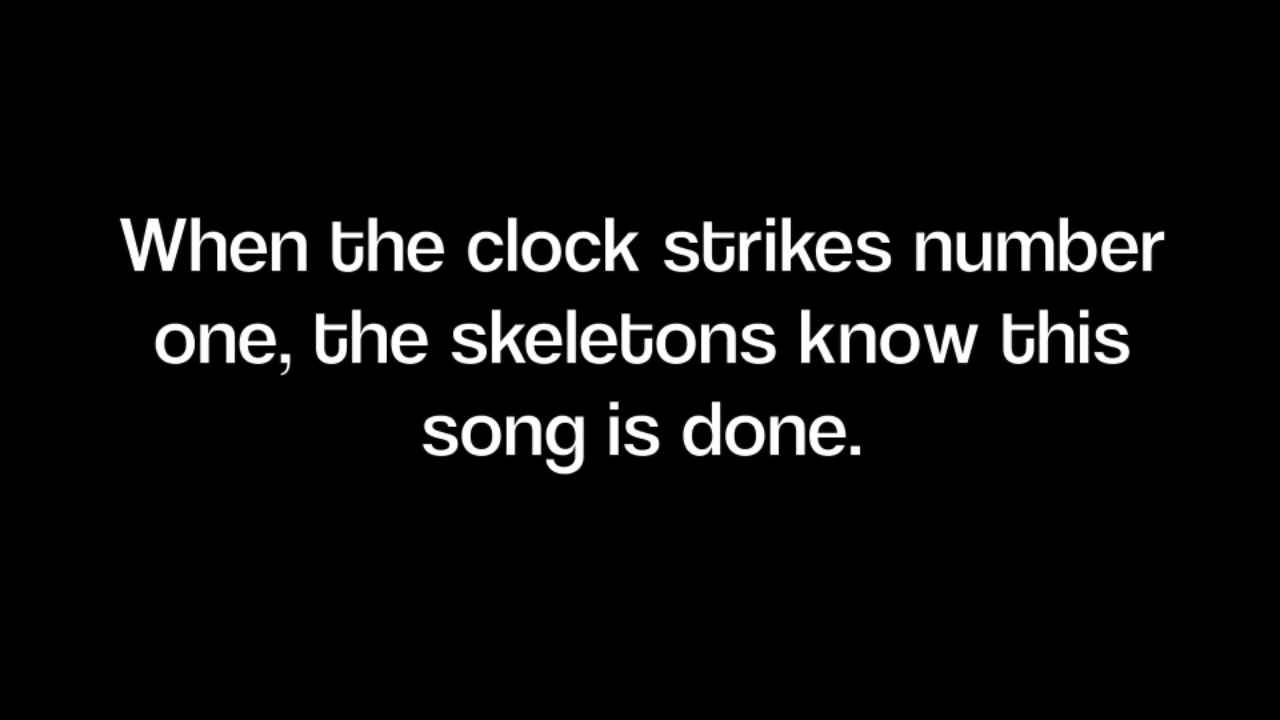 When the clock strikes number
one, the skeletons know this
song is done.